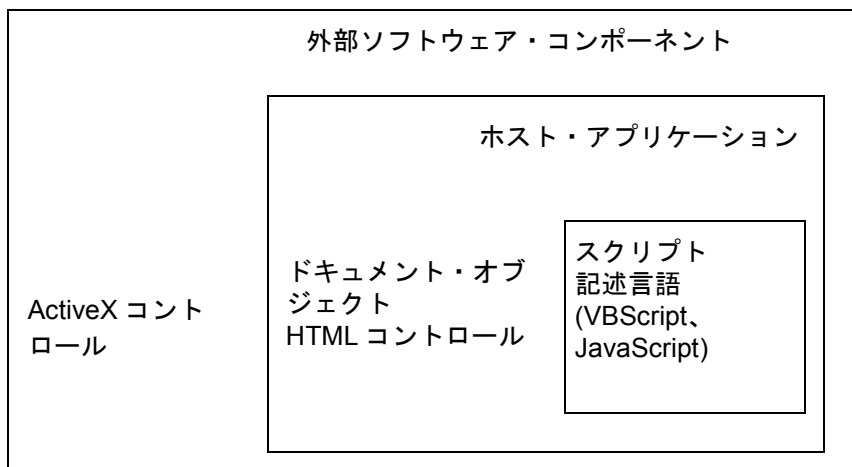 外部ソフトウェア・コンポーネント
ホスト・アプリケーション
ActiveX コント
ロール
ドキュメント・オブ
ジェクト
HTML コントロール
スクリプト
記述言語
(VBScript、
JavaScript)